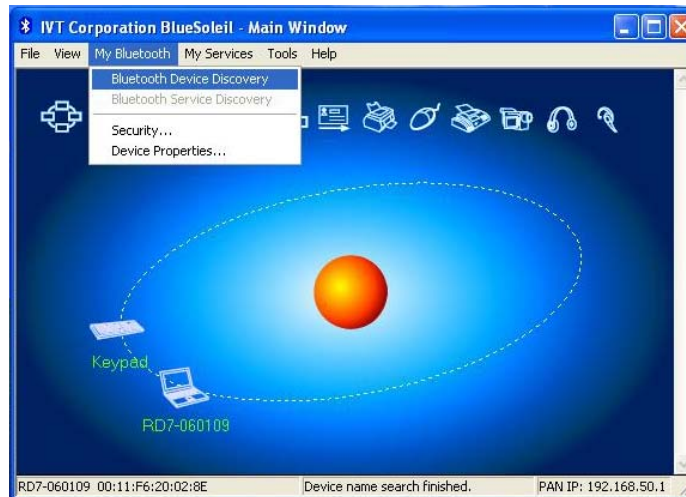 IVT Corporation BlueSoleil - Main Window
File View My Bluetooth My Services Tools Help
Bluetooth Device Discovery
Bluetooth Service Discovery
Security...
Device Properties...
Keypad
RD7-060109
RD7-060109 00:11:F6:20:02:8E Device name search finished. PAN IP: 192.168.50.1